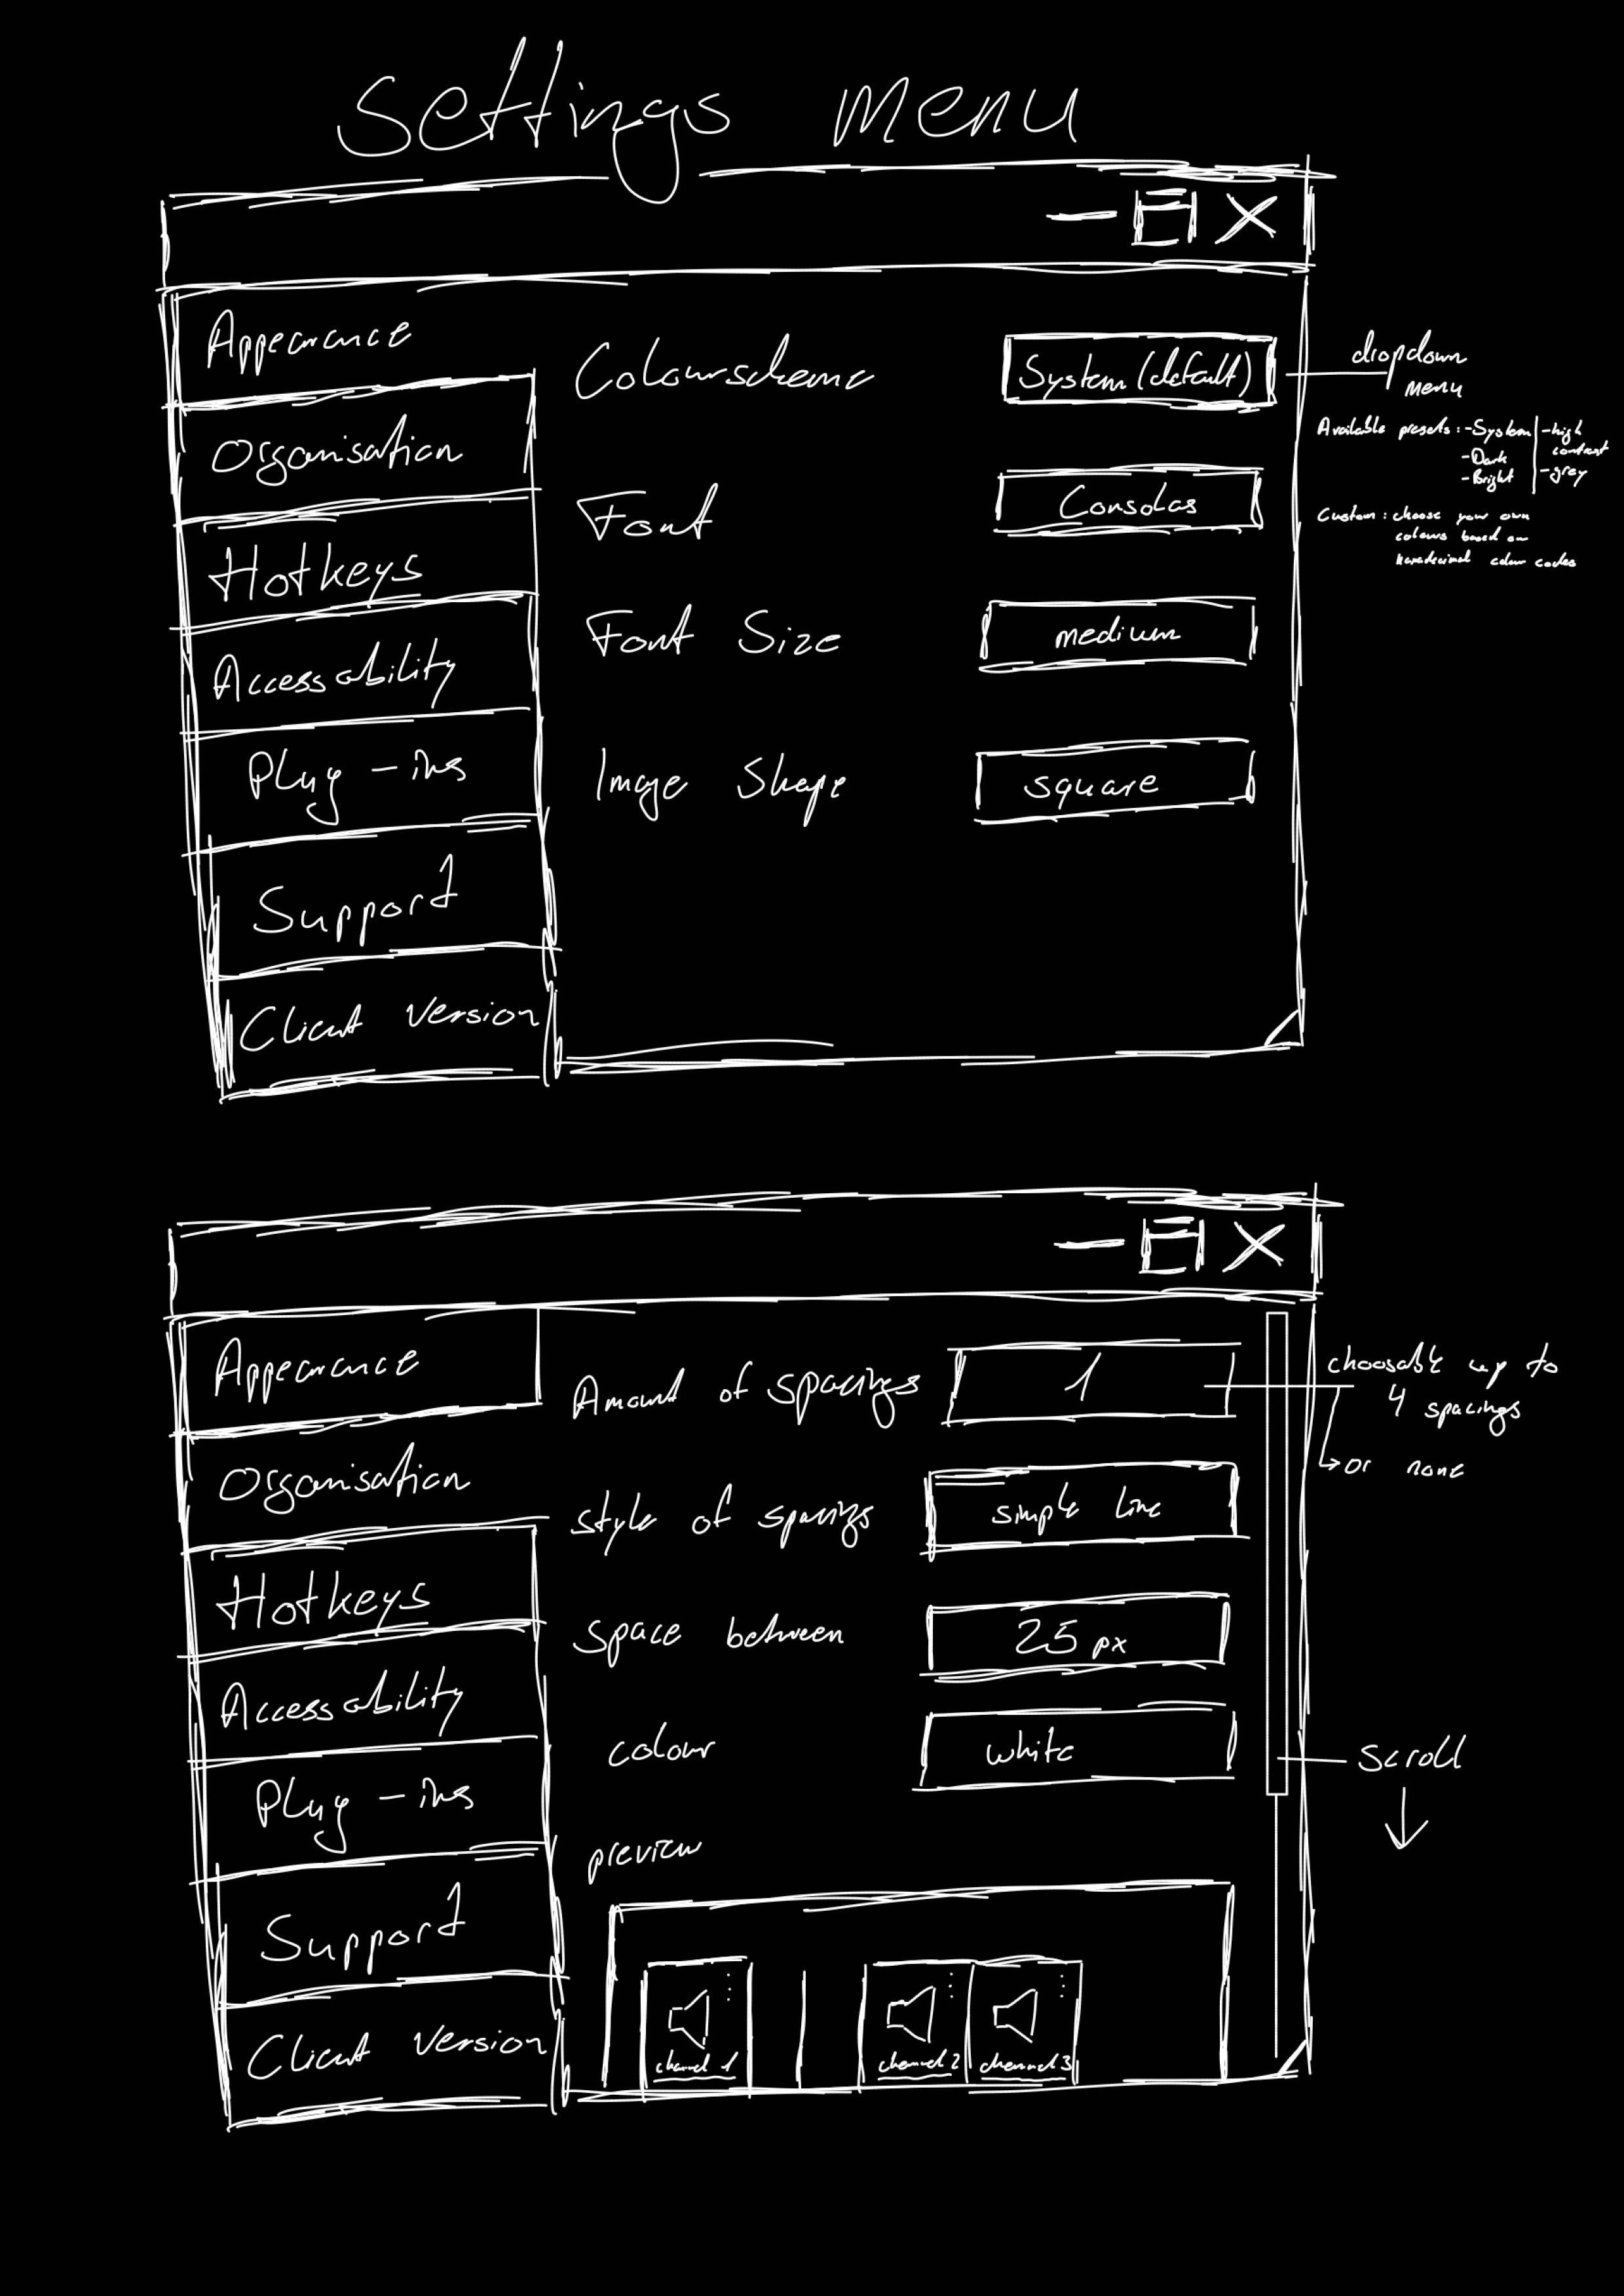 Settings menu
Appearance
Organisation
Hotkeys
Accessability
Plug-ins
Support
Client Version
Colourscheme
System (default)
Font
Consolas
Font Size
medium
Image Shape
square
dropdown
menu
Available presets: - System | - high
contrast
- Dark
- Bright | - grey
Custom : choose your own
colours based on
hexadecimal colour codes
Appearance
Organisation
Hotkeys
Accessability
Plug-ins
Support
Client Version
Amount of spacings
1
style of spacings
simple line
space between
25 px
colour
white
preview
channel 1
channel 2
channel 3
choosable up to
4 spacings
or none
scroll